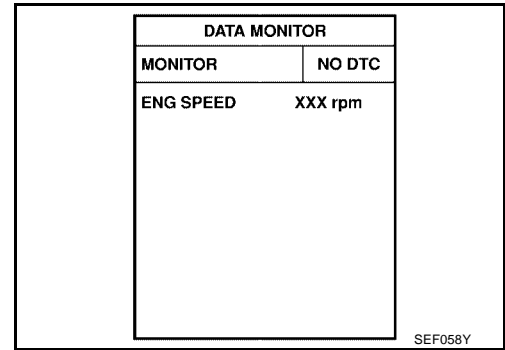 DATA MONITOR
MONITOR NO DTC
ENG SPEED XXX rpm
SEF058Y